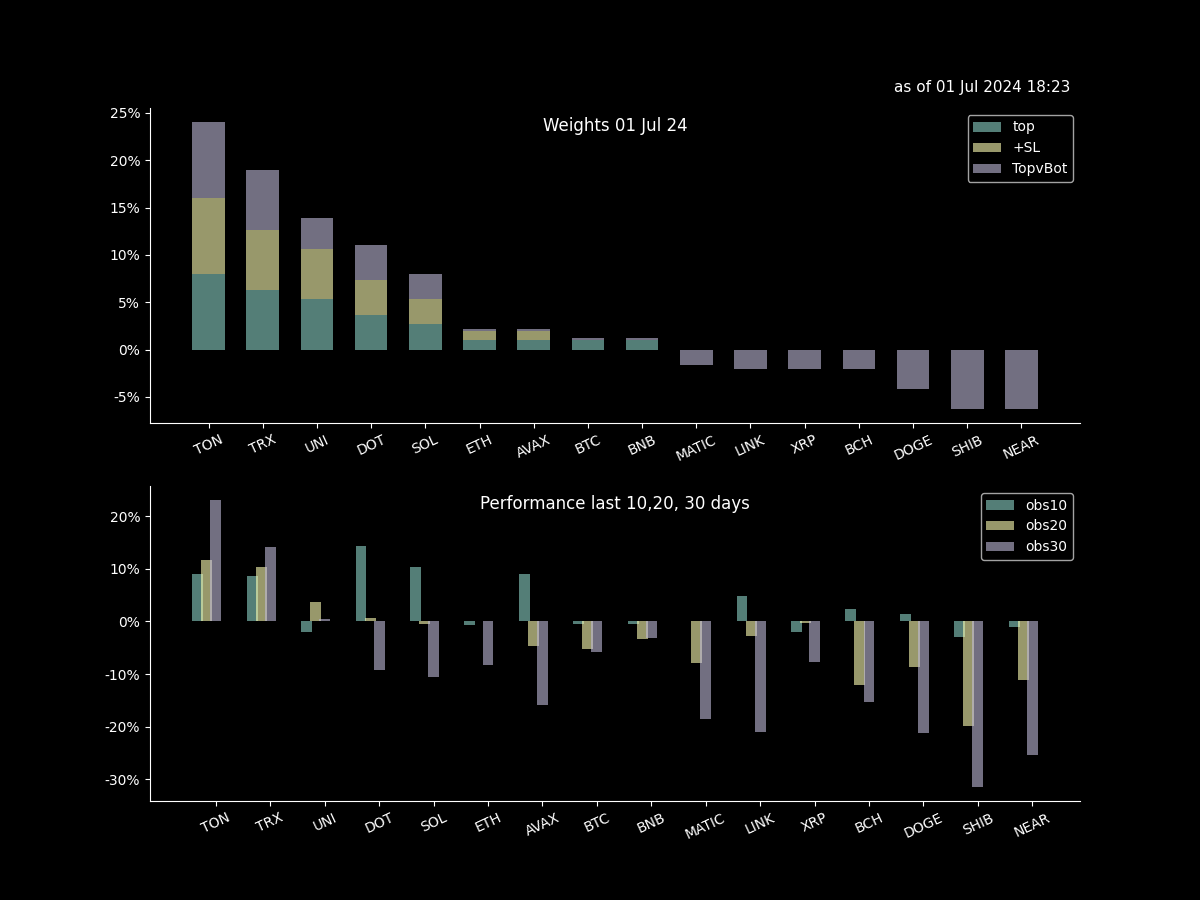 as of 01 Jul 2024 18:23
Weights 01 Jul 24
top
+SL
TopvBot
25%
20%
15%
10%
5%
0%
-5%
TON TRX UNI DOT SOL ETH AVAX BTC BNB MATIC LINK XRP BCH DOGE SHIB NEAR
Performance last 10,20, 30 days
obs10
obs20
obs30
20%
10%
0%
-10%
-20%
-30%
TON TRX UNI DOT SOL ETH AVAX BTC BNB MATIC LINK XRP BCH DOGE SHIB NEAR